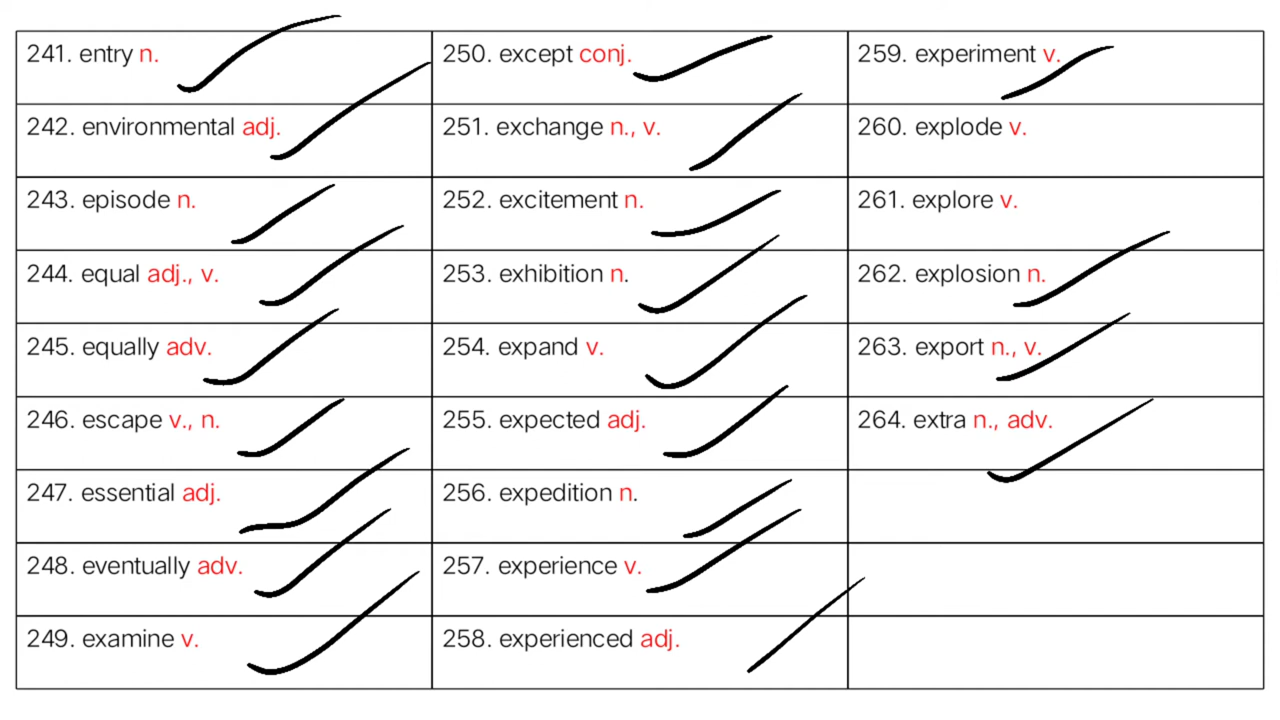 241. entry n.
242. environmental adj.
243. episode n.
244. equal adj., v.
245. equally adv.
246. escape v., n.
247. essential adj.
248. eventually adv.
249. examine v.
250. except conj.
251. exchange n., v.
252. excitement n.
253. exhibition n.
254. expand v.
255. expected adj.
256. expedition n.
257. experience v.
258. experienced adj.
259. experiment v.
260. explode v.
261. explore v.
262. explosion n.
263. export n., v.
264. extra n., adv.